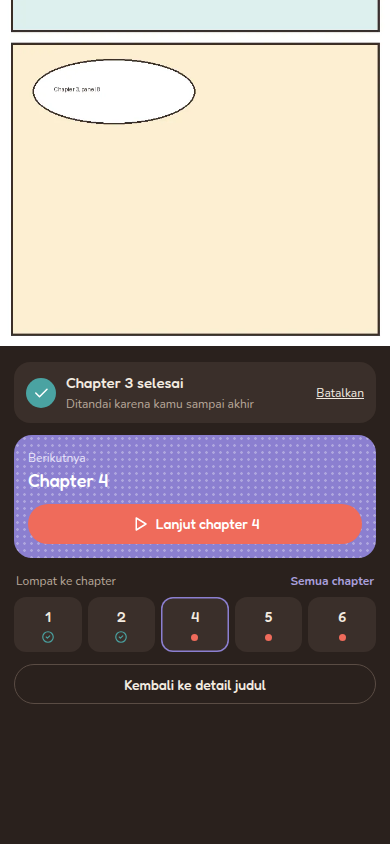 Chapter 3, panel 8
Chapter 3 selesai
Ditandai karena kamu sampai akhir
Batalkan
Berikutnya
Chapter 4
Lanjut chapter 4
Lompat ke chapter
Semua chapter
1
2
4
5
6
Kembali ke detail judul